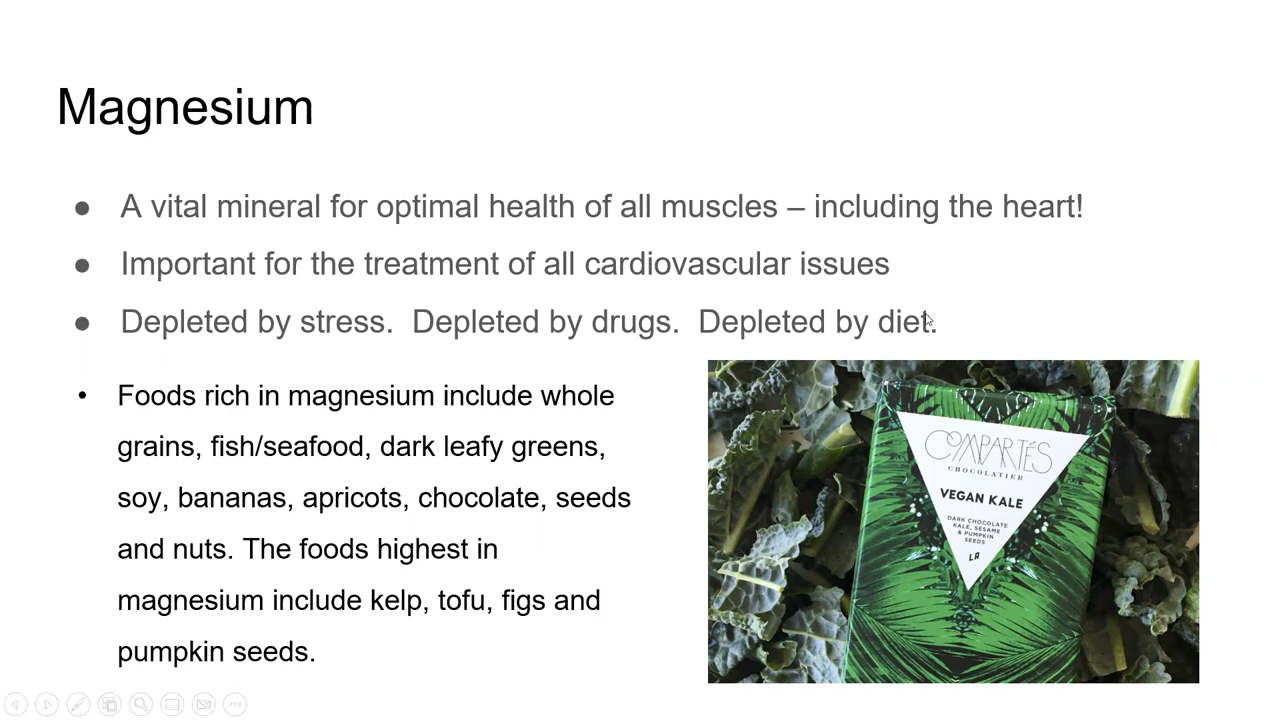 Magnesium
● A vital mineral for optimal health of all muscles – including the heart!
● Important for the treatment of all cardiovascular issues
● Depleted by stress.  Depleted by drugs.  Depleted by diet.
• Foods rich in magnesium include whole
grains, fish/seafood, dark leafy greens,
soy, bananas, apricots, chocolate, seeds
and nuts. The foods highest in
magnesium include kelp, tofu, figs and
pumpkin seeds.
COMPARTÉS
CHOCOLATIER
VEGAN KALE
DARK CHOCOLATE
KALE, SESAME
& PUMPKIN
SEEDS
LA